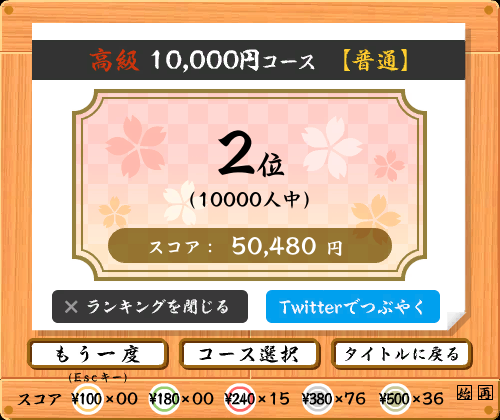 高級 10,000円コース 【普通】
2位
(10000人中)
スコア： 50,480 円
× ランキングを閉じる Twitterでつぶやく
もう一度 コース選択 タイトルに戻る
(Escキー)
スコア ¥100×00 ¥180×00 ¥240×15 ¥380×76 ¥500×36 始 再